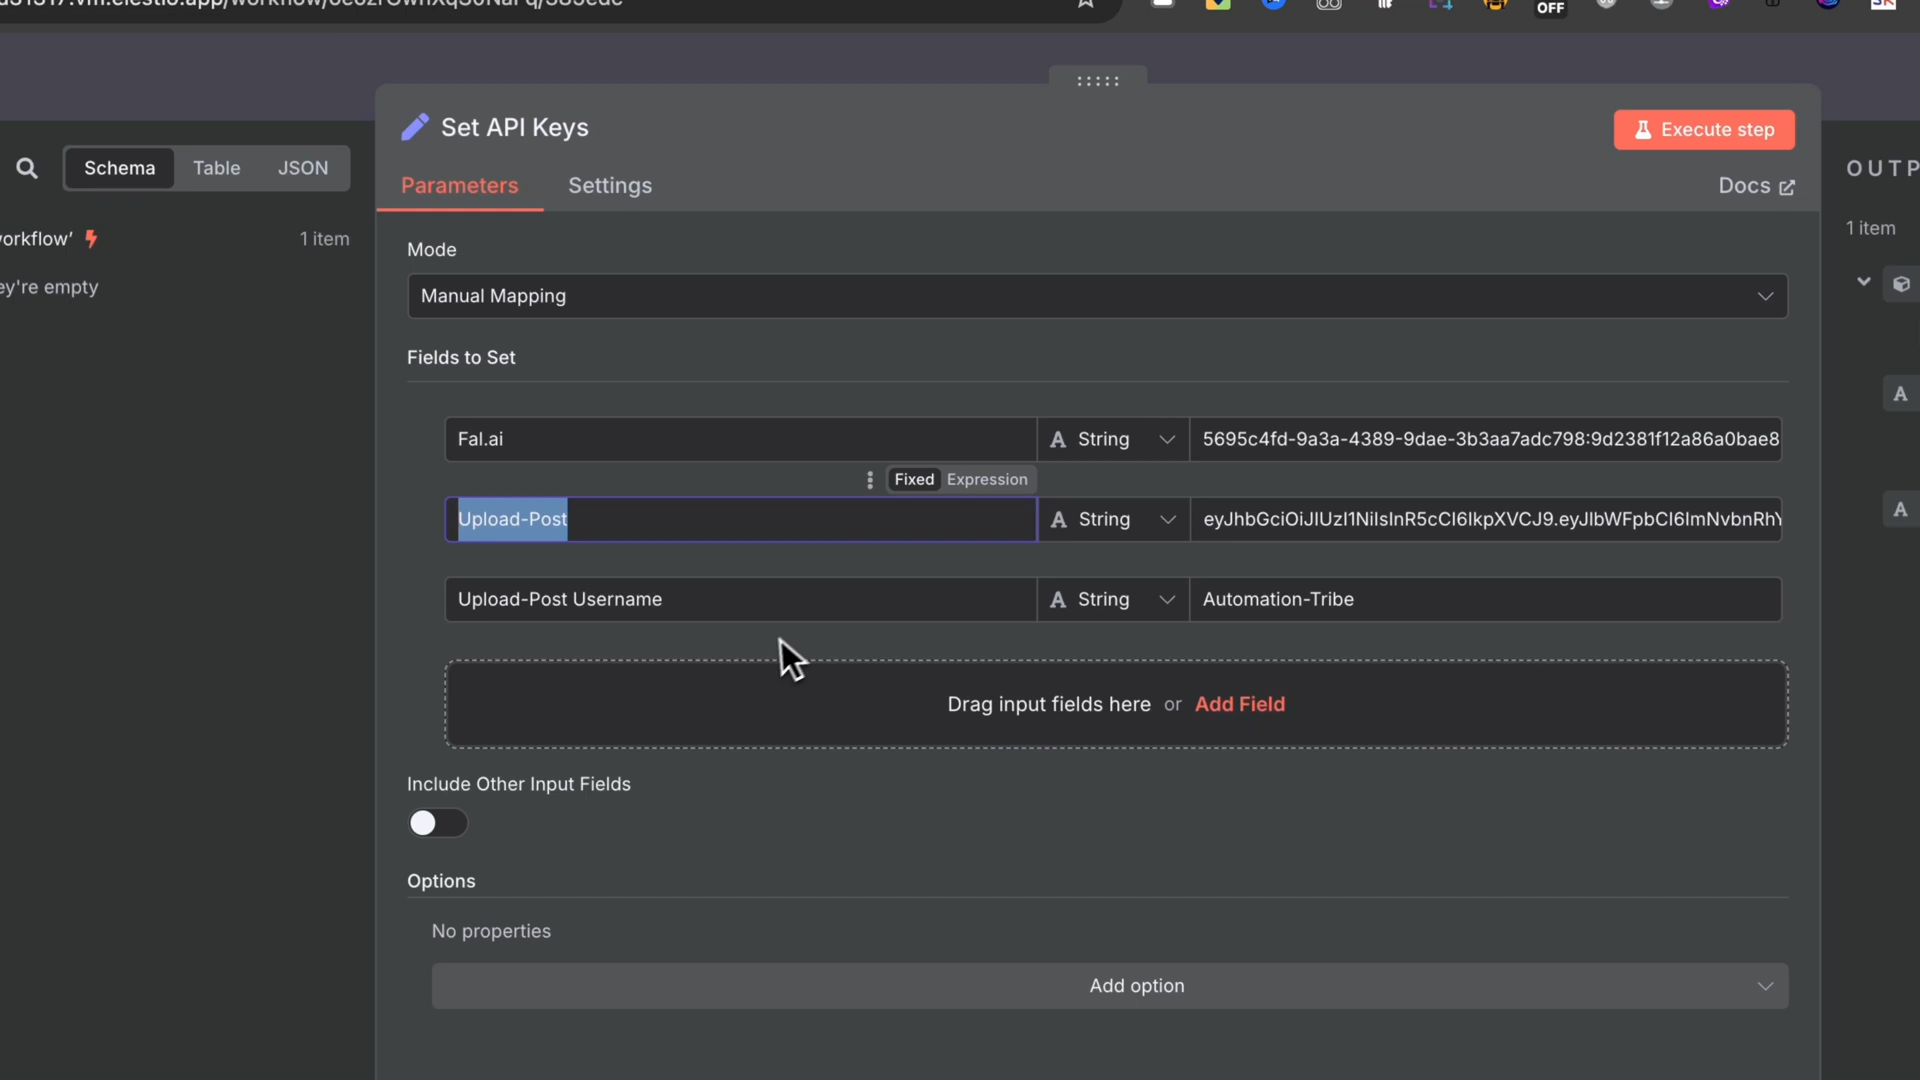 OFF
Set API Keys
Execute step
Schema
Table
JSON
Parameters
Settings
Docs
OUTP
workflow’
1 item
1 item
ey're empty
Mode
Manual Mapping
Fields to Set
Fal.ai
String
5695c4fd-9a3a-4389-9dae-3b3aa7adc798:9d2381f12a86a0bae8
Fixed
Expression
Upload-Post
String
eyJhbGciOiJIUzI1NiIsInR5cCI6IkpXVCJ9.eyJlbWFpbCI6ImNvbnRhY
Upload-Post Username
String
Automation-Tribe
Drag input fields here or Add Field
Include Other Input Fields
Options
No properties
Add option